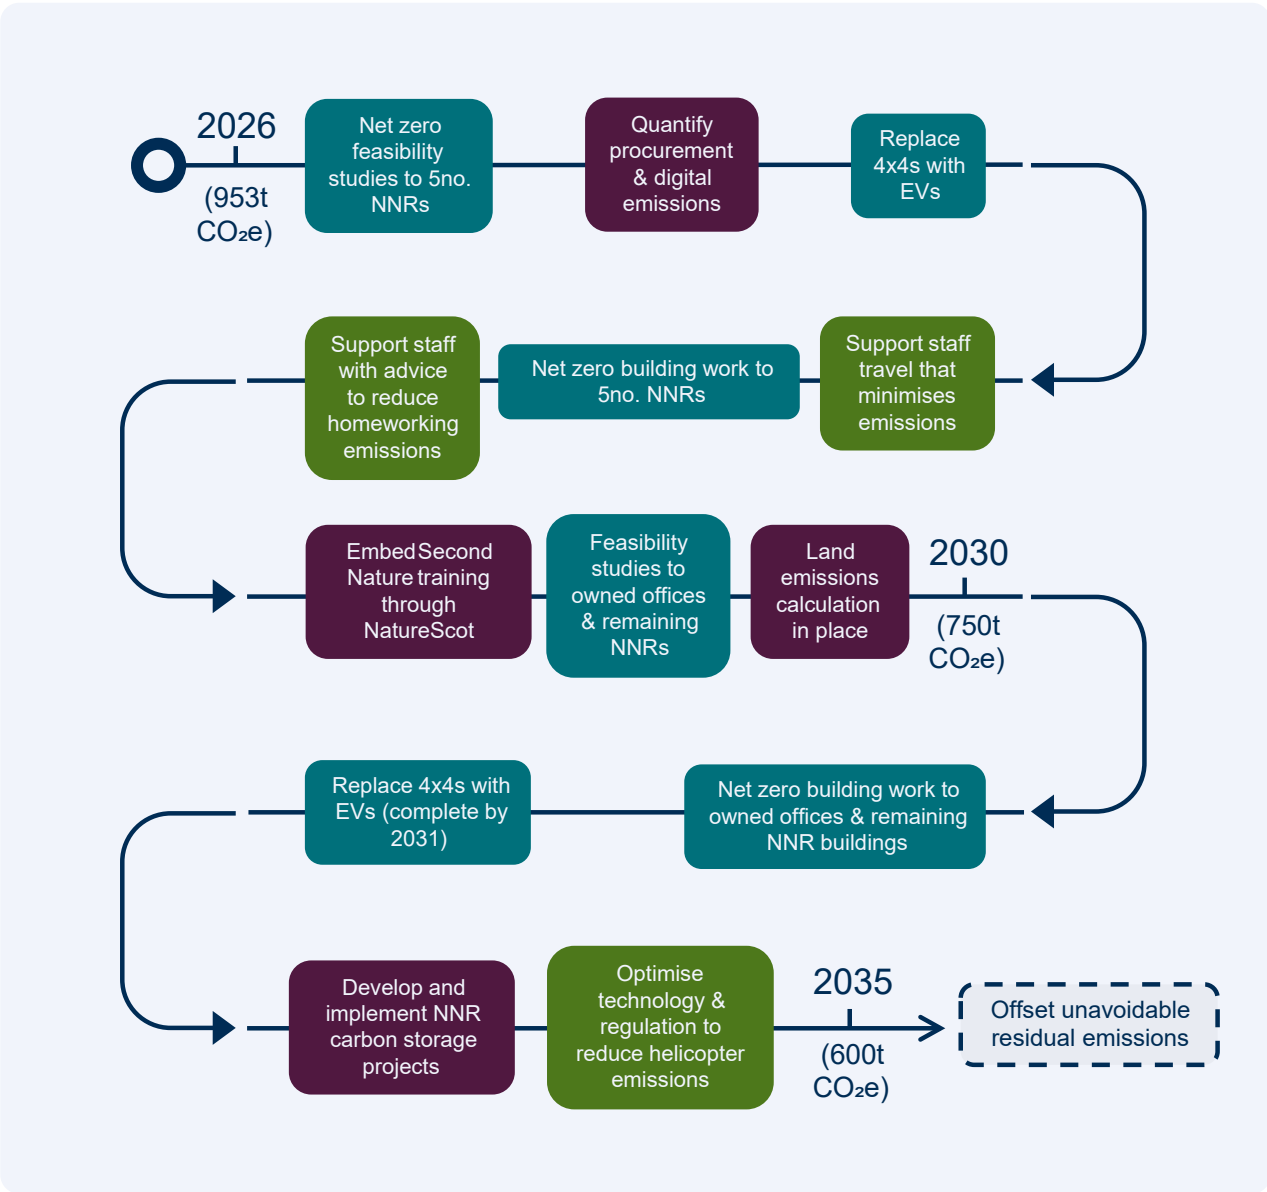 2026
(953t
CO₂e)
Net zero
feasibility
studies to 5no.
NNRs
Quantify
procurement
& digital
emissions
Replace
4x4s with
EVs
Support staff
travel that
minimises
emissions
Net zero building work to
5no. NNRs
Support staff
with advice
to reduce
homeworking
emissions
Embed Second
Nature training
through
NatureScot
Feasibility
studies to
owned offices
& remaining
NNRs
Land
emissions
calculation
in place
2030
(750t
CO₂e)
Net zero building work to
owned offices & remaining
NNR buildings
Replace 4x4s with
EVs (complete by
2031)
Develop and
implement NNR
carbon storage
projects
Optimise
technology &
regulation to
reduce helicopter
emissions
2035
(600t
CO₂e)
Offset unavoidable
residual emissions